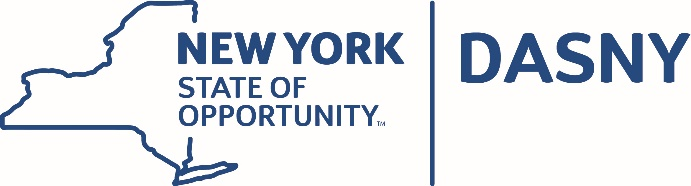 NEW YORK
STATE OF
OPPORTUNITY™
DASNY